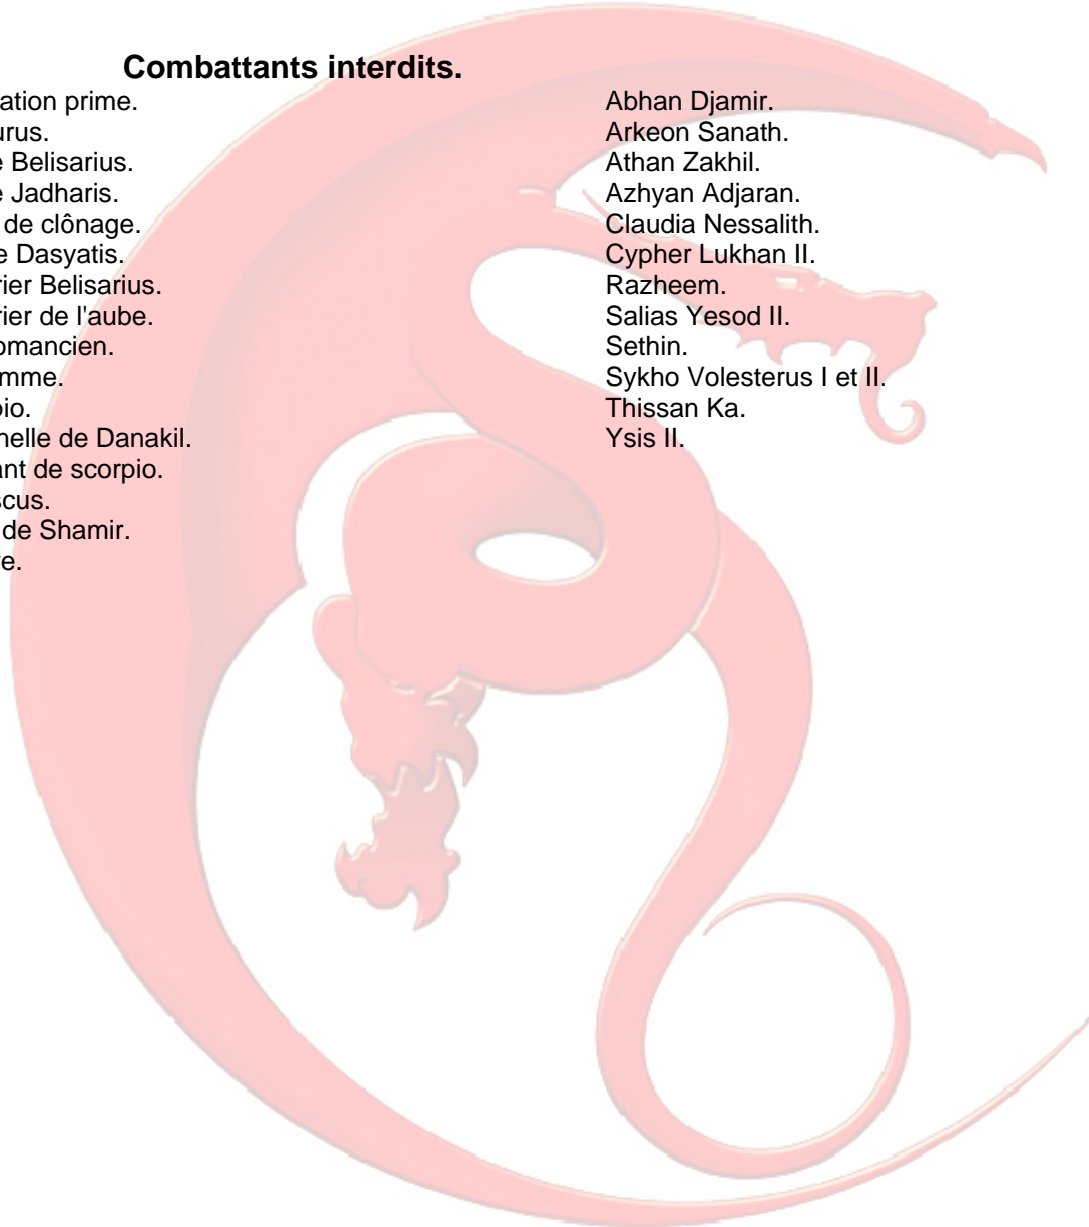 Combattants interdits.
ation prime.
urus.
e Belisarius.
e Jadharis.
de clônage.
e Dasyatis.
rier Belisarius.
rier de l'aube.
omancien.
mme.
pio.
nelle de Danakil.
ant de scorpio.
scus.
de Shamir.
e.
Abhan Djamir.
Arkeon Sanath.
Athan Zakhil.
Azhyan Adjaran.
Claudia Nessalith.
Cypher Lukhan II.
Razheem.
Salias Yesod II.
Sethin.
Sykho Volesterus I et II.
Thissan Ka.
Ysis II.